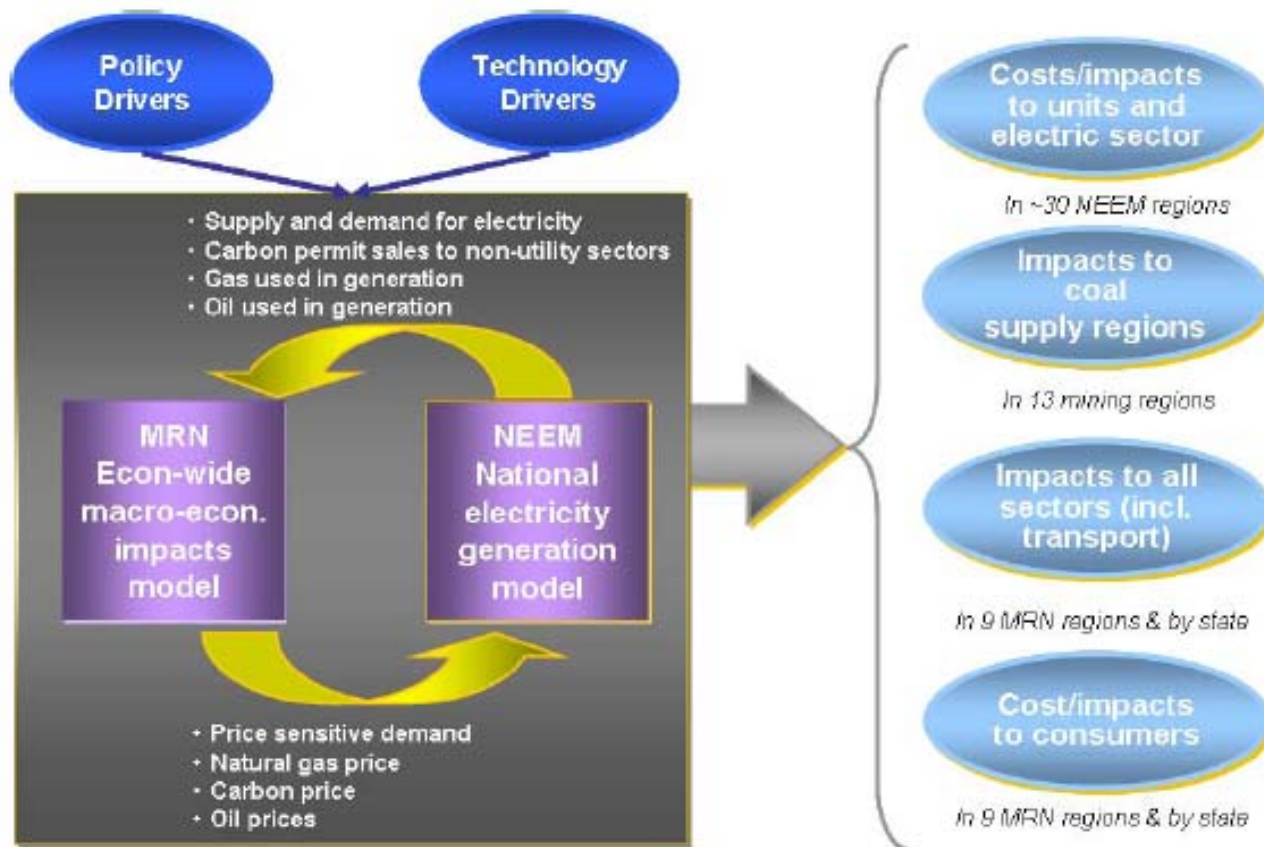 Policy
Drivers
Technology
Drivers
· Supply and demand for electricity
· Carbon permit sales to non-utility sectors
· Gas used in generation
· Oil used in generation
MRN
Econ-wide
macro-econ.
impacts
model
NEEM
National
electricity
generation
model
· Price sensitive demand
· Natural gas price
· Carbon price
· Oil prices
Costs/impacts
to units and
electric sector
In ~30 NEEM regions
Impacts to
coal
supply regions
In 13 mining regions
Impacts to all
sectors (incl.
transport)
In 9 MRN regions & by state
Cost/impacts
to consumers
In 9 MRN regions & by state